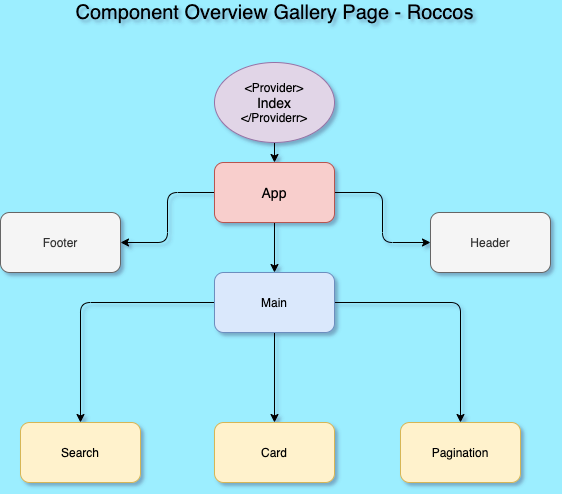 Component Overview Gallery Page - Roccos
<Provider>
Index
</Providerr>
App
Footer
Header
Main
Search
Card
Pagination